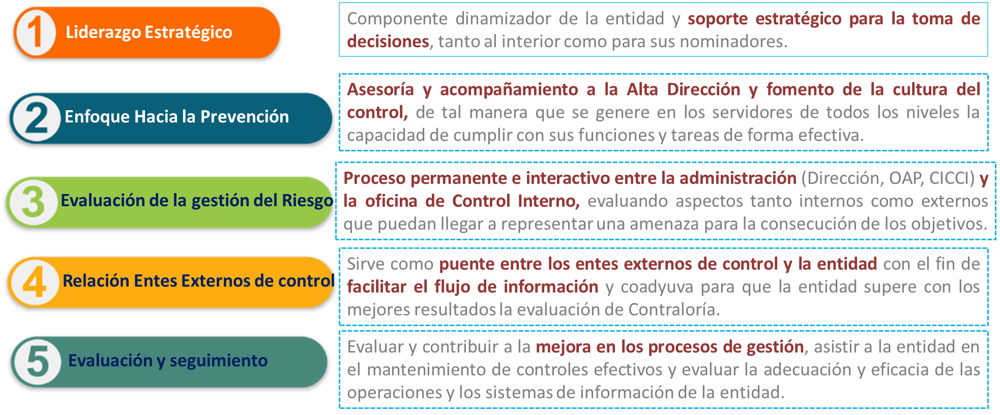 1
Liderazgo Estratégico
Componente dinamizador de la entidad y soporte estratégico para la toma de
decisiones, tanto al interior como para sus nominadores.
2
Enfoque Hacia la Prevención
Asesoría y acompañamiento a la Alta Dirección y fomento de la cultura del
control, de tal manera que se genere en los servidores de todos los niveles la
capacidad de cumplir con sus funciones y tareas de forma efectiva.
3
Evaluación de la gestión del Riesgo
Proceso permanente e interactivo entre la administración (Dirección, OAP, CICCI) y
la oficina de Control Interno, evaluando aspectos tanto internos como externos
que puedan llegar a representar una amenaza para la consecución de los objetivos.
4
Relación Entes Externos de control
Sirve como puente entre los entes externos de control y la entidad con el fin de
facilitar el flujo de información y coadyuva para que la entidad supere con los
mejores resultados la evaluación de Contraloría.
5
Evaluación y seguimiento
Evaluar y contribuir a la mejora en los procesos de gestión, asistir a la entidad en
el mantenimiento de controles efectivos y evaluar la adecuación y eficacia de las
operaciones y los sistemas de información de la entidad.